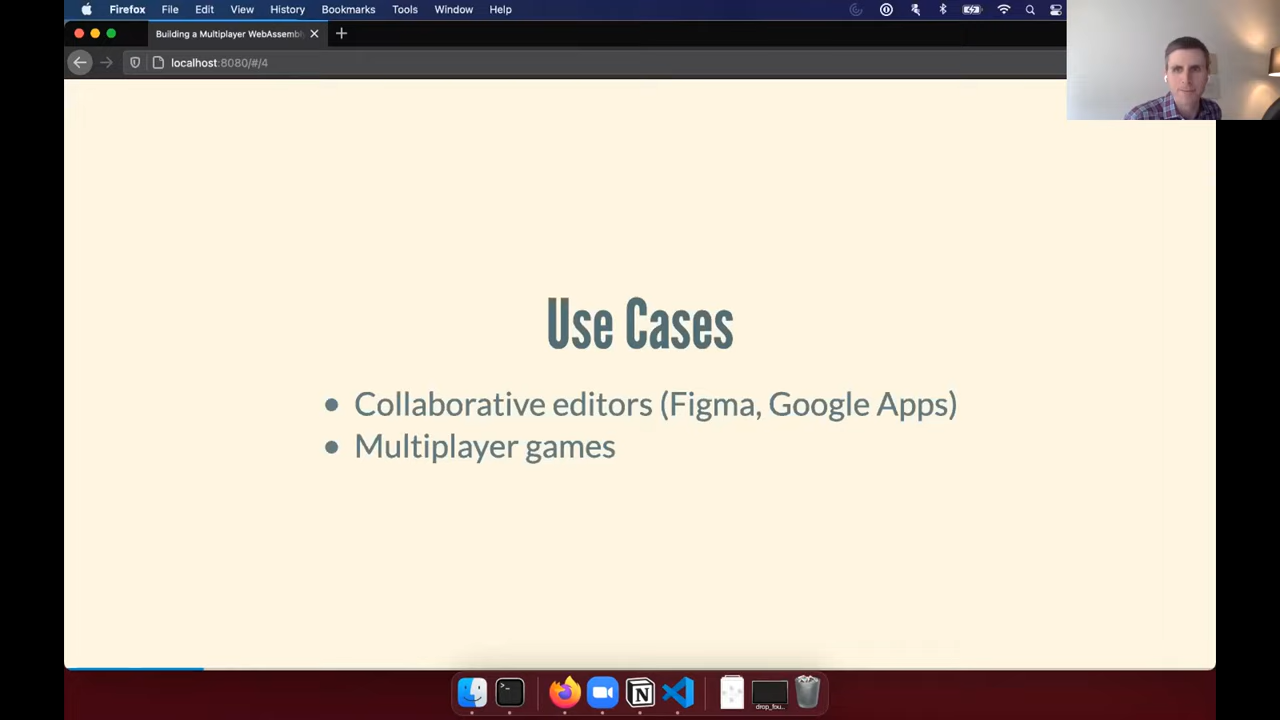 Firefox File Edit View History Bookmarks Tools Window Help
Building a Multiplayer WebAssembl
localhost:8080/#/4
Use Cases
• Collaborative editors (Figma, Google Apps)
• Multiplayer games
drop_fou...